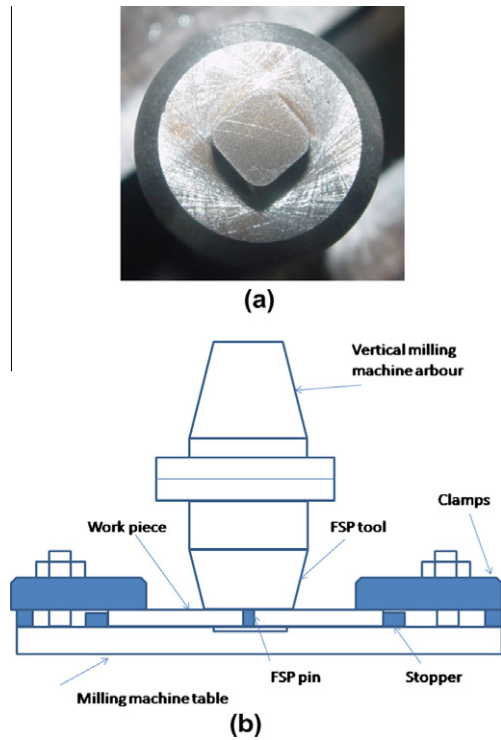 (a)
Vertical milling
machine arbour
Clamps
Work piece
FSP tool
FSP pin
Stopper
Milling machine table
(b)